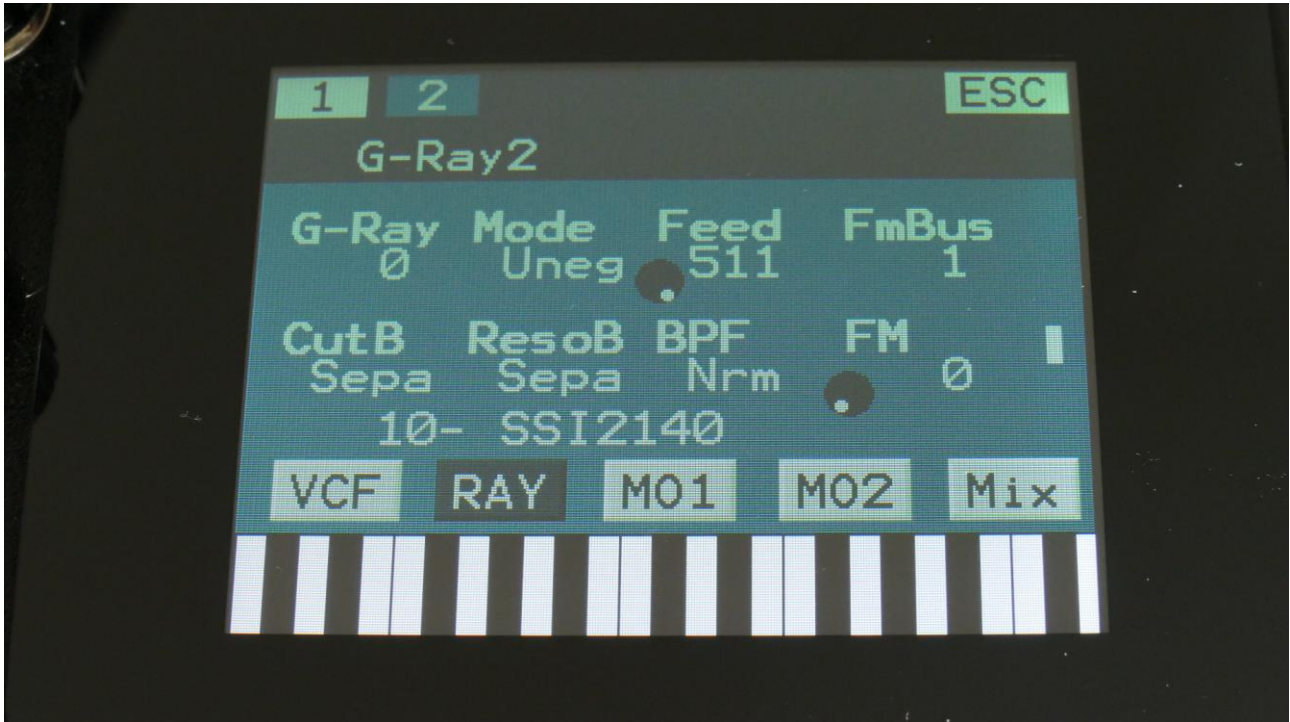 1 2 ESC
G-Ray2
G-Ray Mode Feed FmBus
0 Uneg 511 1
CutB ResoB BPF FM
Sepa Sepa Nrm 0
10- SSI2140
VCF RAY MO1 MO2 Mix